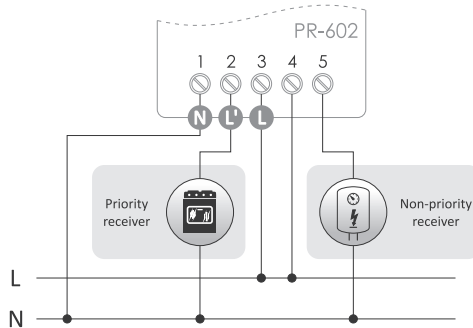 PR-602
1 2 3 4 5
N L' L
Priority
receiver
Non-priority
receiver
L
N